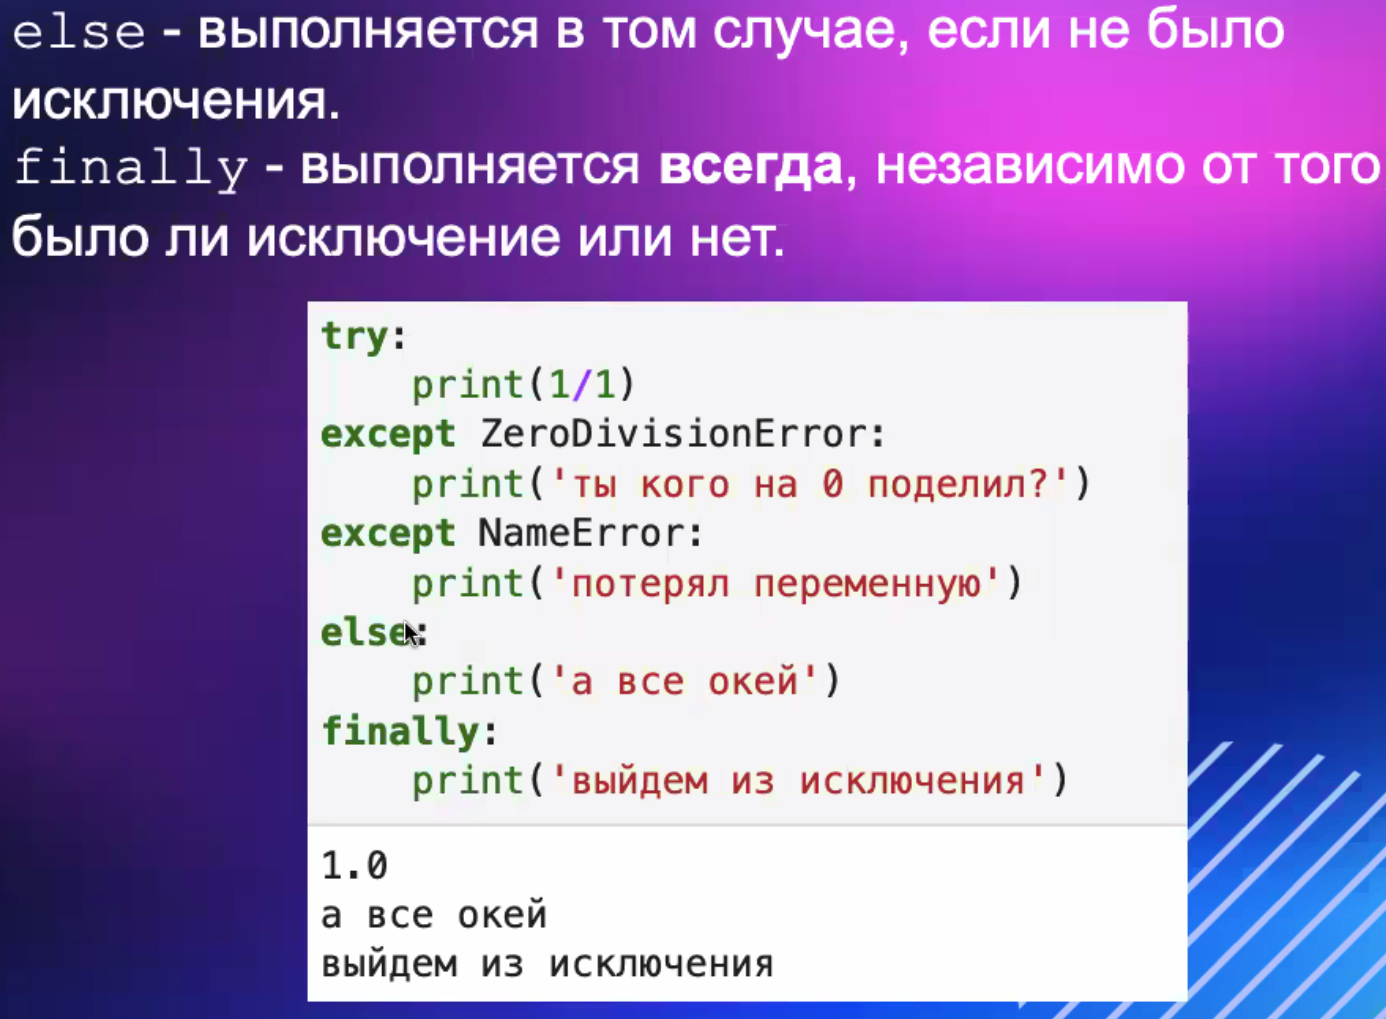 else - выполняется в том случае, если не было
исключения.
finally - выполняется всегда, независимо от того
было ли исключение или нет.
try:
    print(1/1)
except ZeroDivisionError:
    print('ты кого на 0 поделил?')
except NameError:
    print('потерял переменную')
else:
    print('а все окей')
finally:
    print('выйдем из исключения')
1.0
а все окей
выйдем из исключения